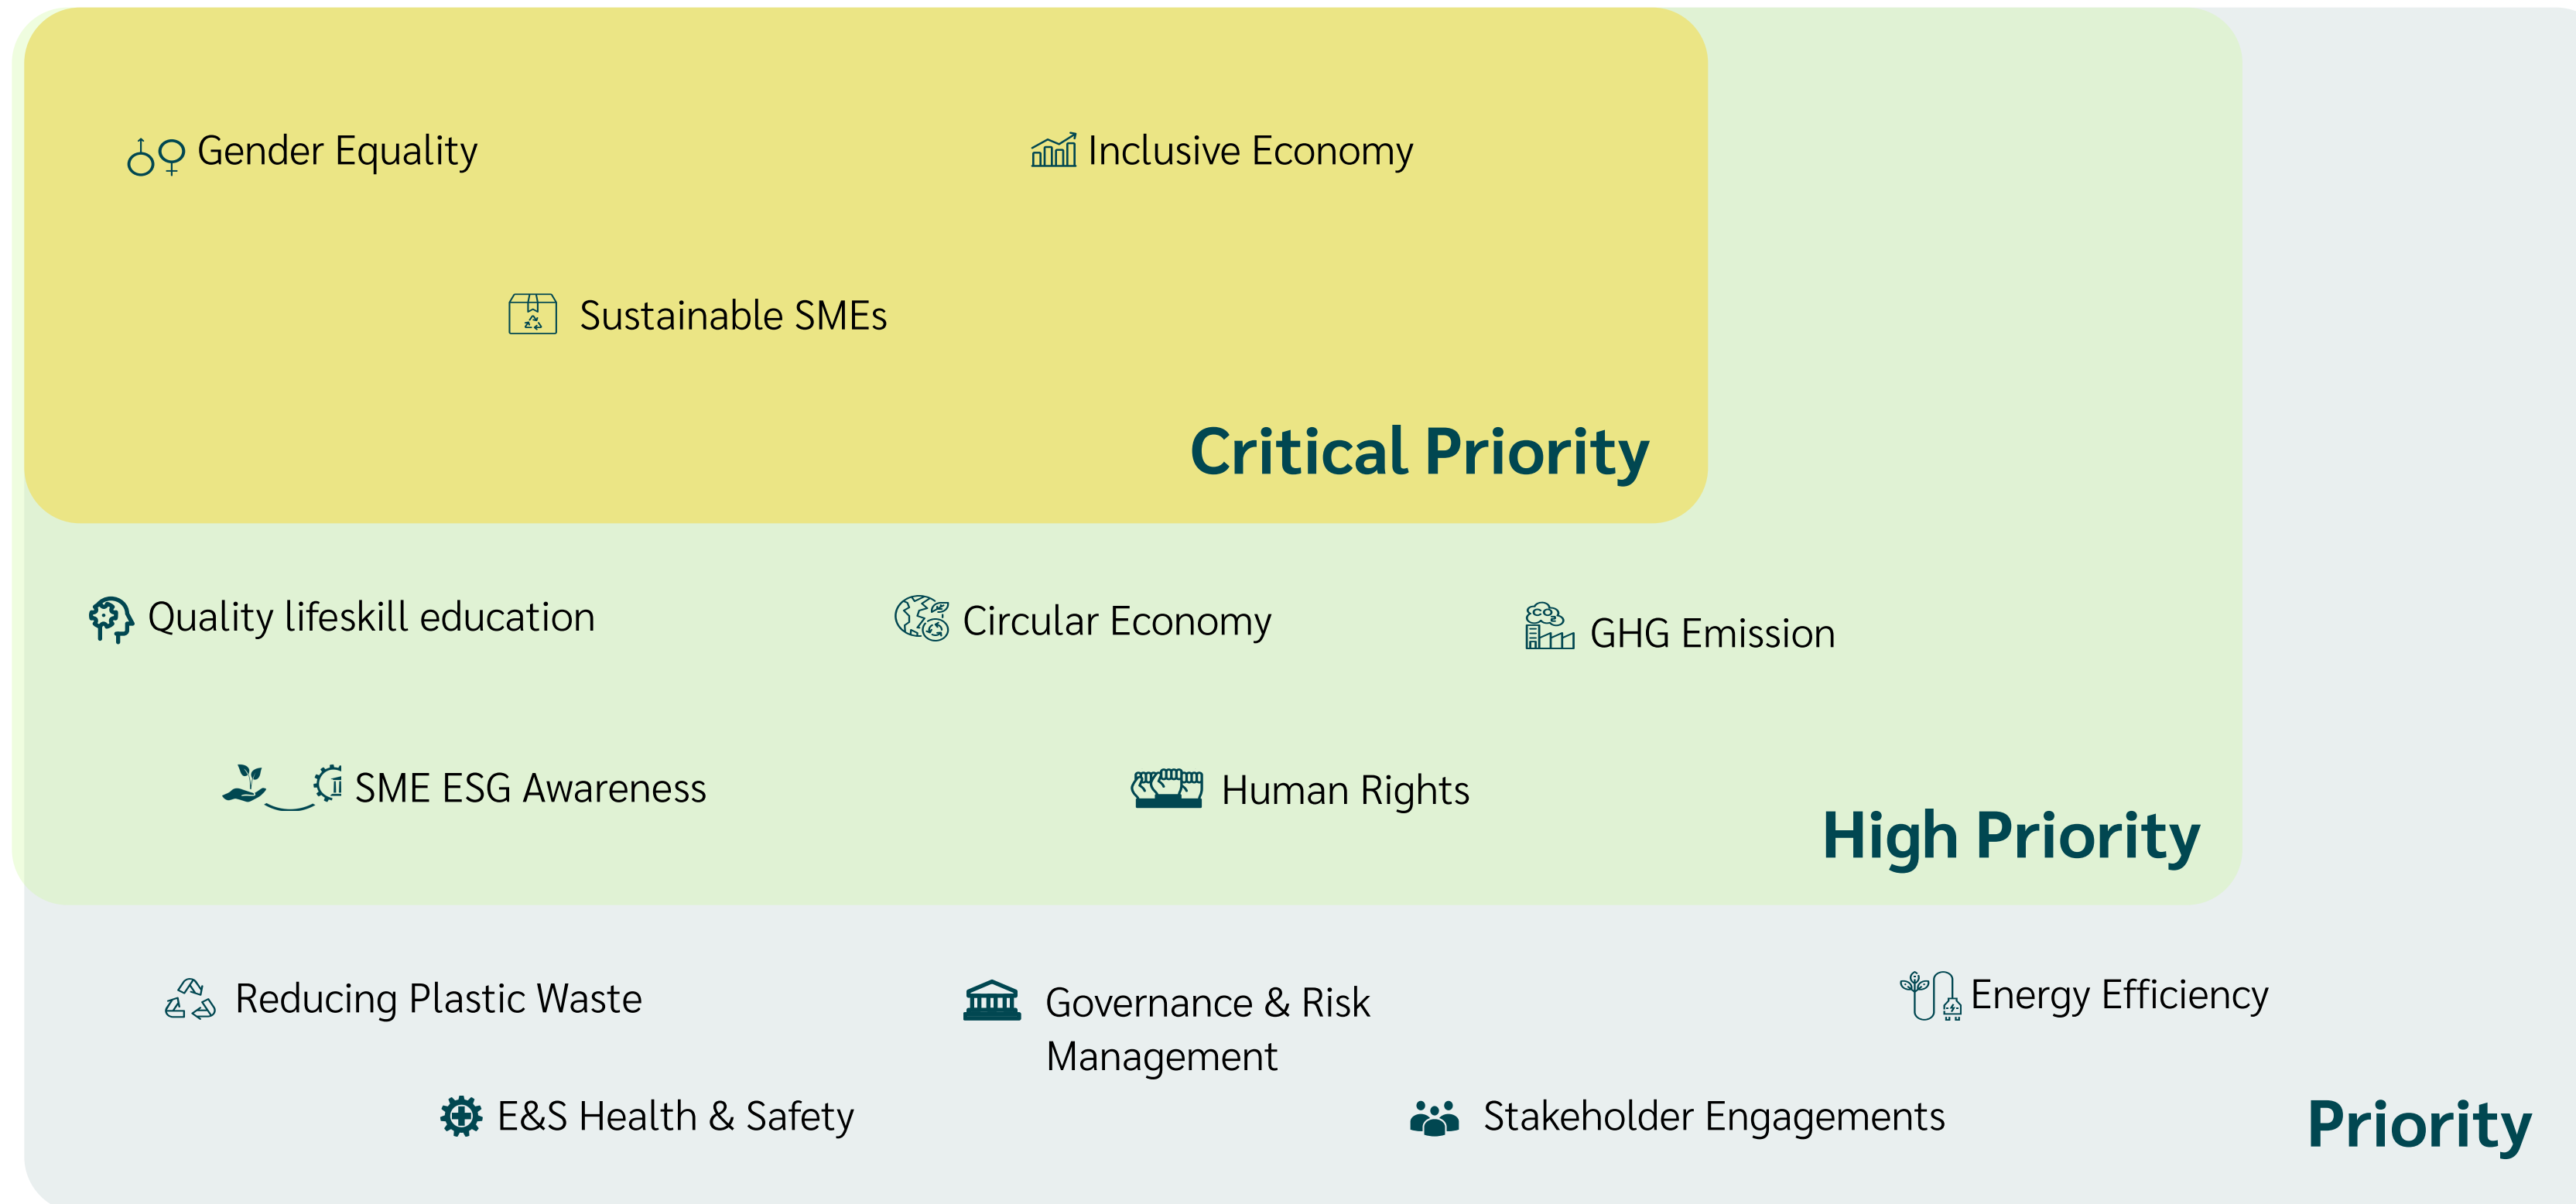 Gender Equality
Inclusive Economy
Sustainable SMEs
Critical Priority
Quality lifeskill education
Circular Economy
GHG Emission
SME ESG Awareness
Human Rights
High Priority
Reducing Plastic Waste
Governance & Risk
Management
Energy Efficiency
E&S Health & Safety
Stakeholder Engagements
Priority